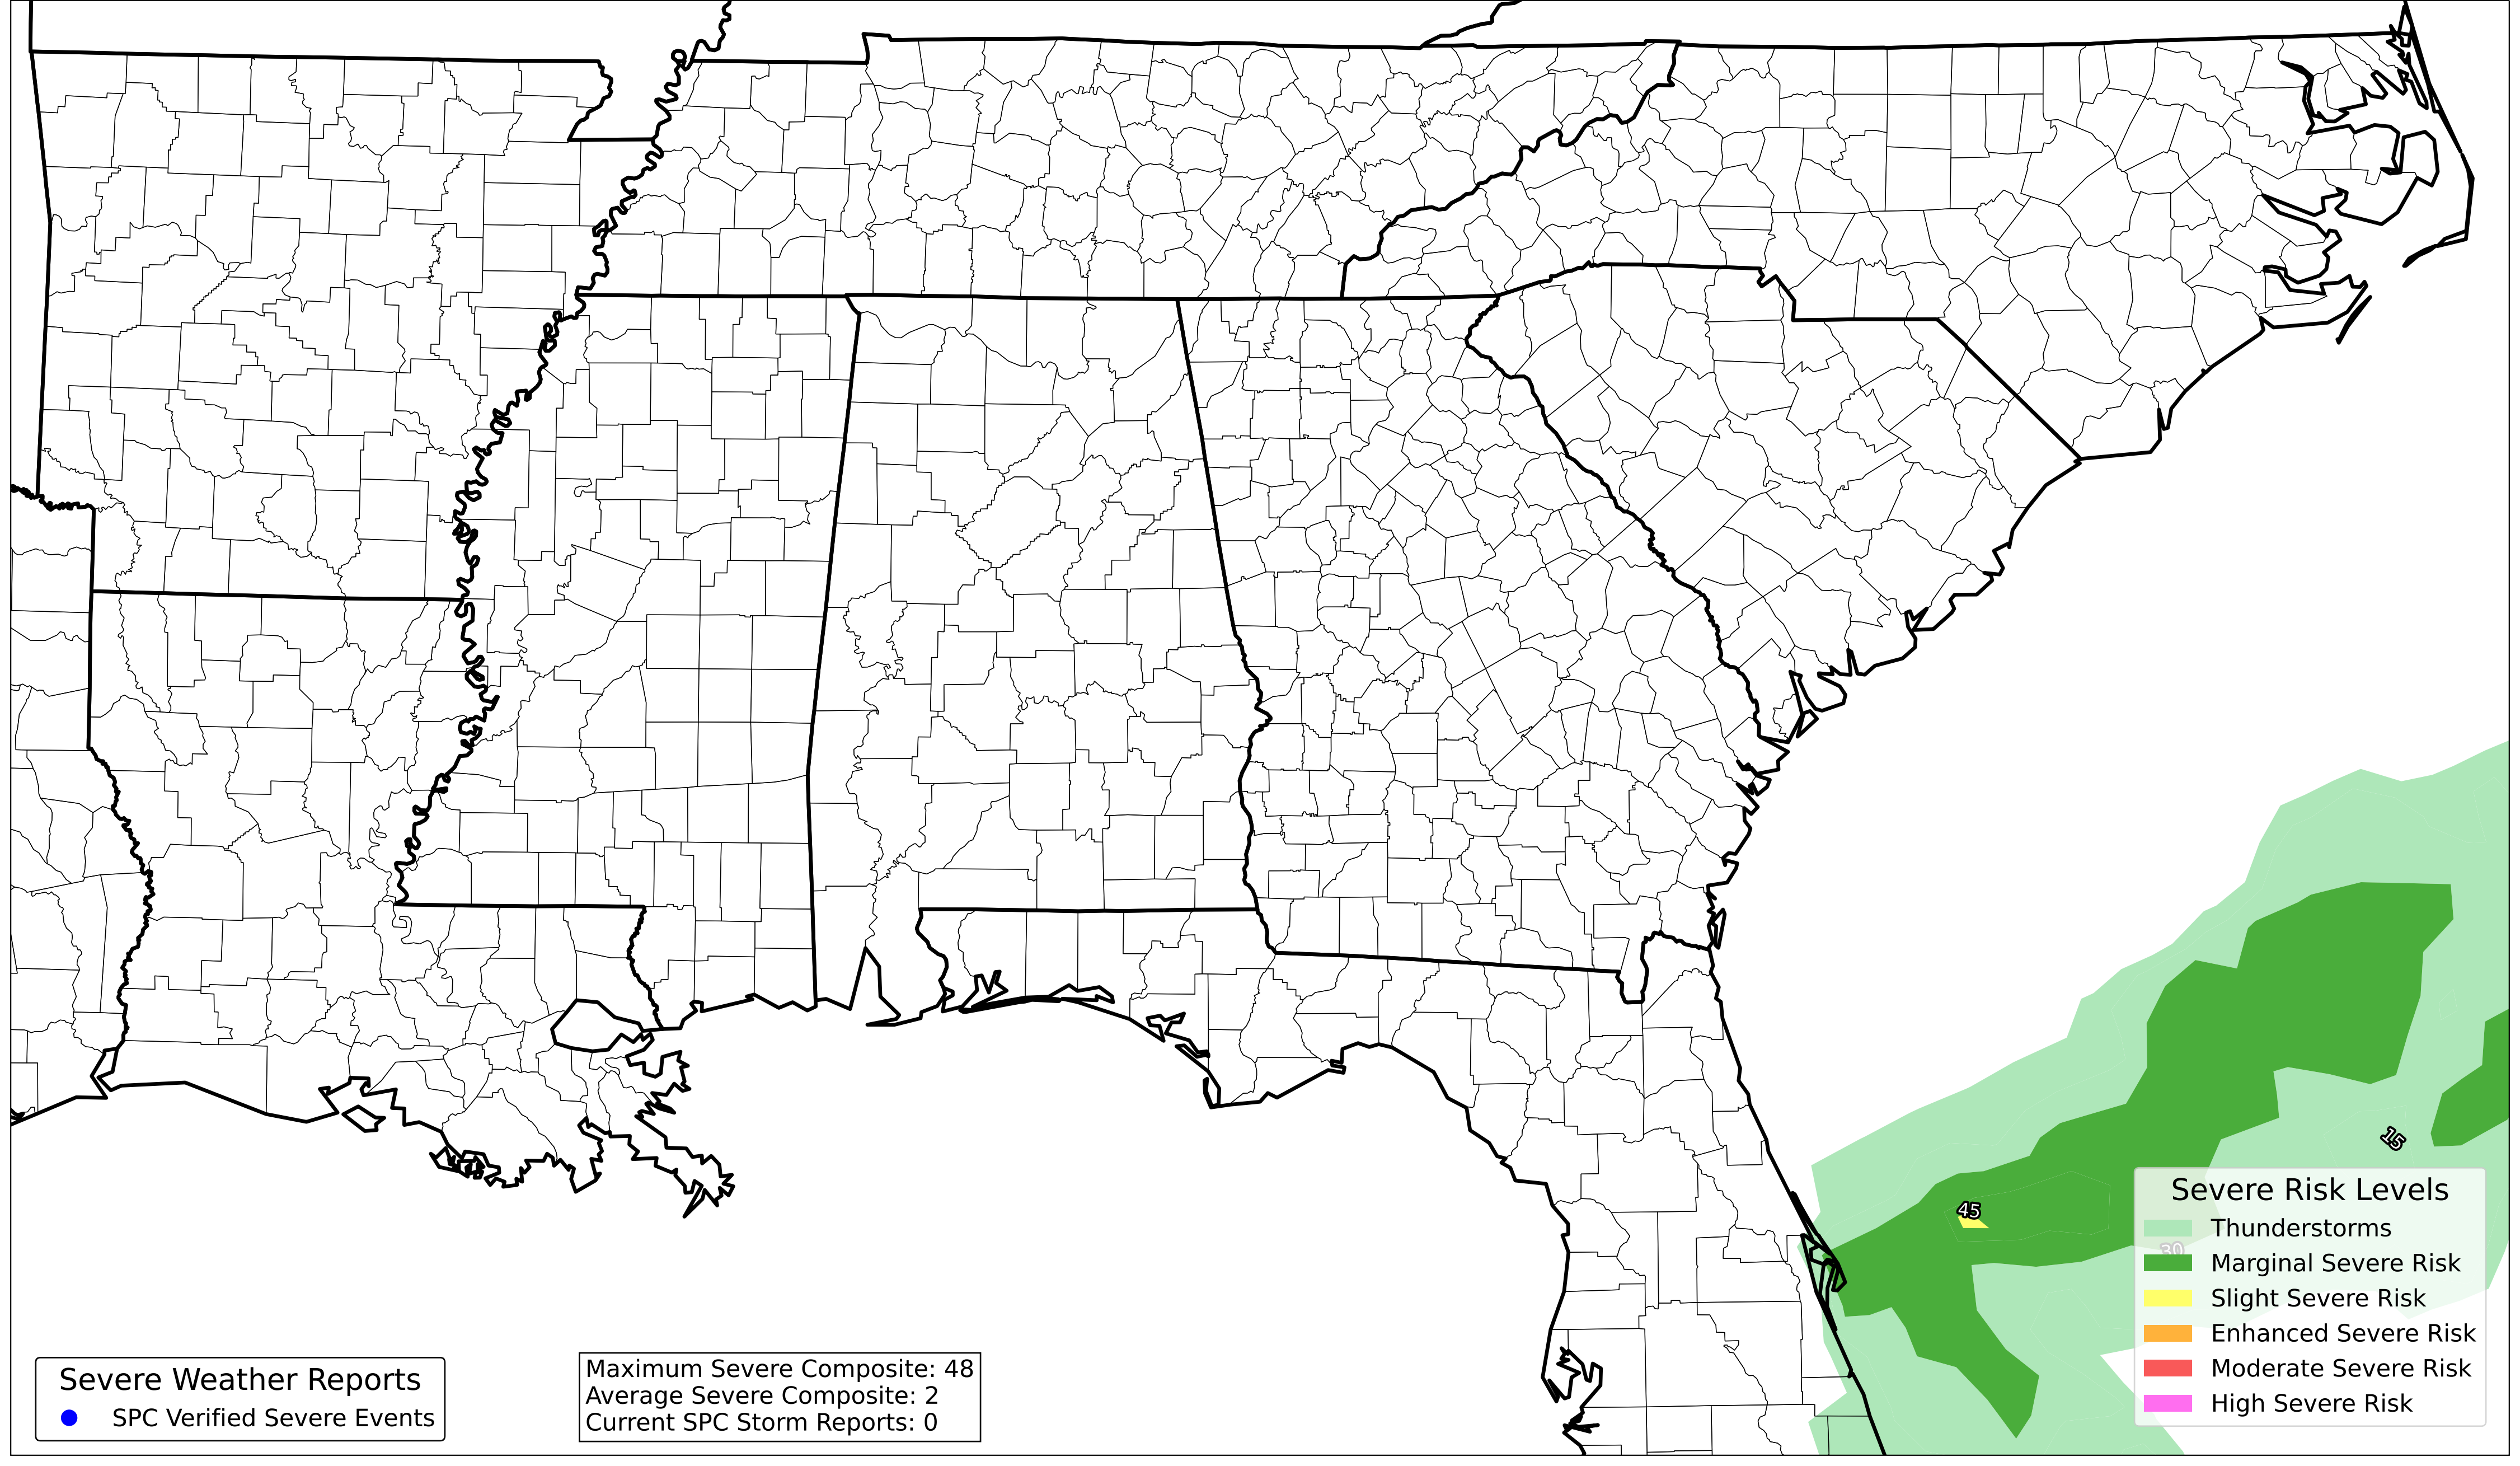 15
45
30
Severe Risk Levels
Thunderstorms
Marginal Severe Risk
Slight Severe Risk
Enhanced Severe Risk
Moderate Severe Risk
High Severe Risk
Severe Weather Reports
SPC Verified Severe Events
Maximum Severe Composite: 48
Average Severe Composite: 2
Current SPC Storm Reports: 0